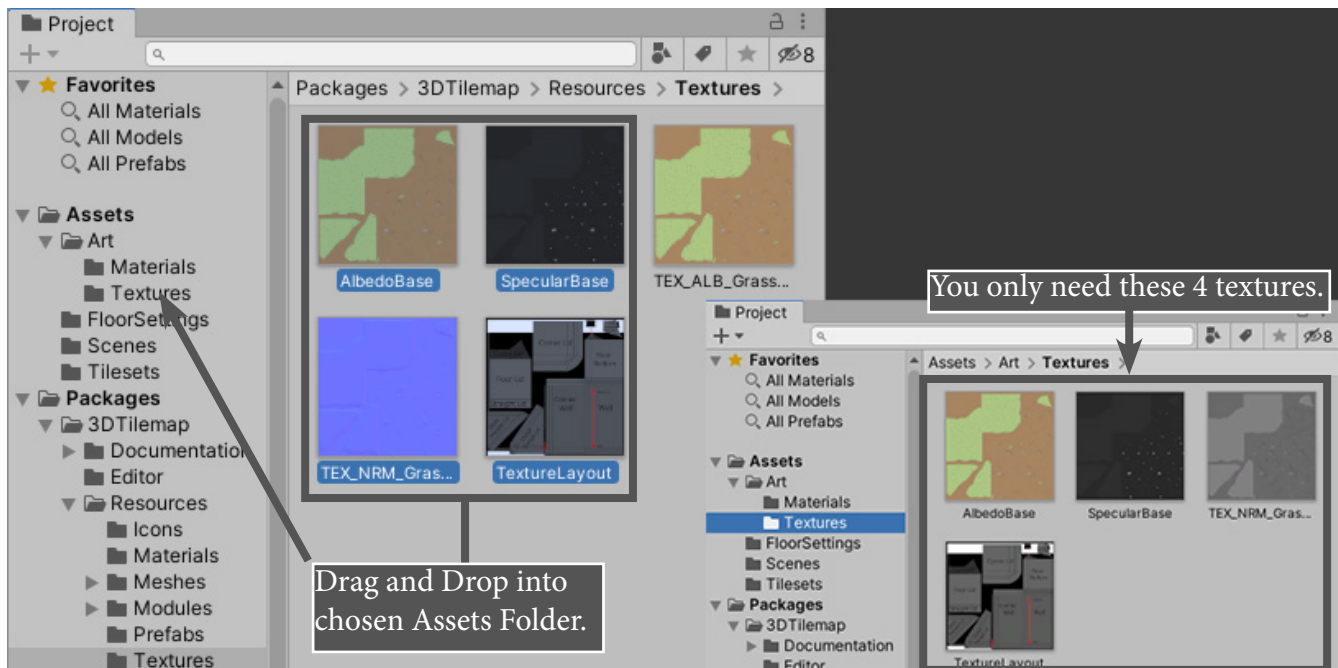 Project
8
Favorites
All Materials
All Models
All Prefabs
Assets
Art
Materials
Textures
FloorSettings
Scenes
Tilesets
Packages
3DTilemap
Documentation
Editor
Resources
Icons
Materials
Meshes
Modules
Prefabs
Textures
Packages > 3DTilemap > Resources > Textures >
AlbedoBase
SpecularBase
TEX_ALB_Grass...
TEX_NRM_Gras...
TextureLayout
Drag and Drop into
chosen Assets Folder.
You only need these 4 textures.
Project
8
Favorites
All Materials
All Models
All Prefabs
Assets
Art
Materials
Textures
FloorSettings
Scenes
Tilesets
Packages
3DTilemap
Documentation
Editor
Assets > Art > Textures >
AlbedoBase
SpecularBase
TEX_NRM_Gras...
TextureLayout